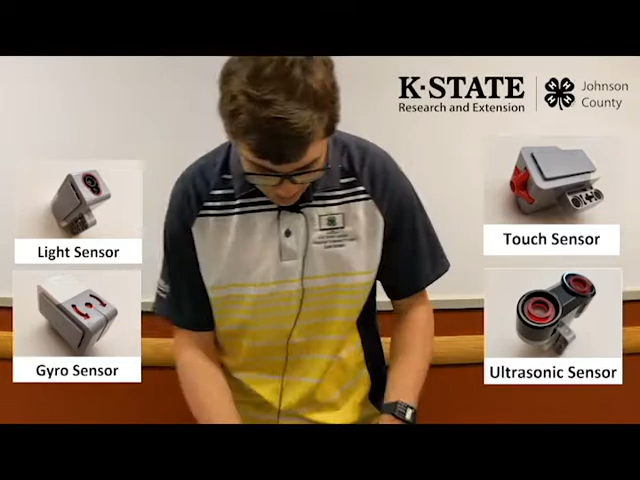 K-STATE
Research and Extension
Johnson
County
Light Sensor
Touch Sensor
Gyro Sensor
Ultrasonic Sensor